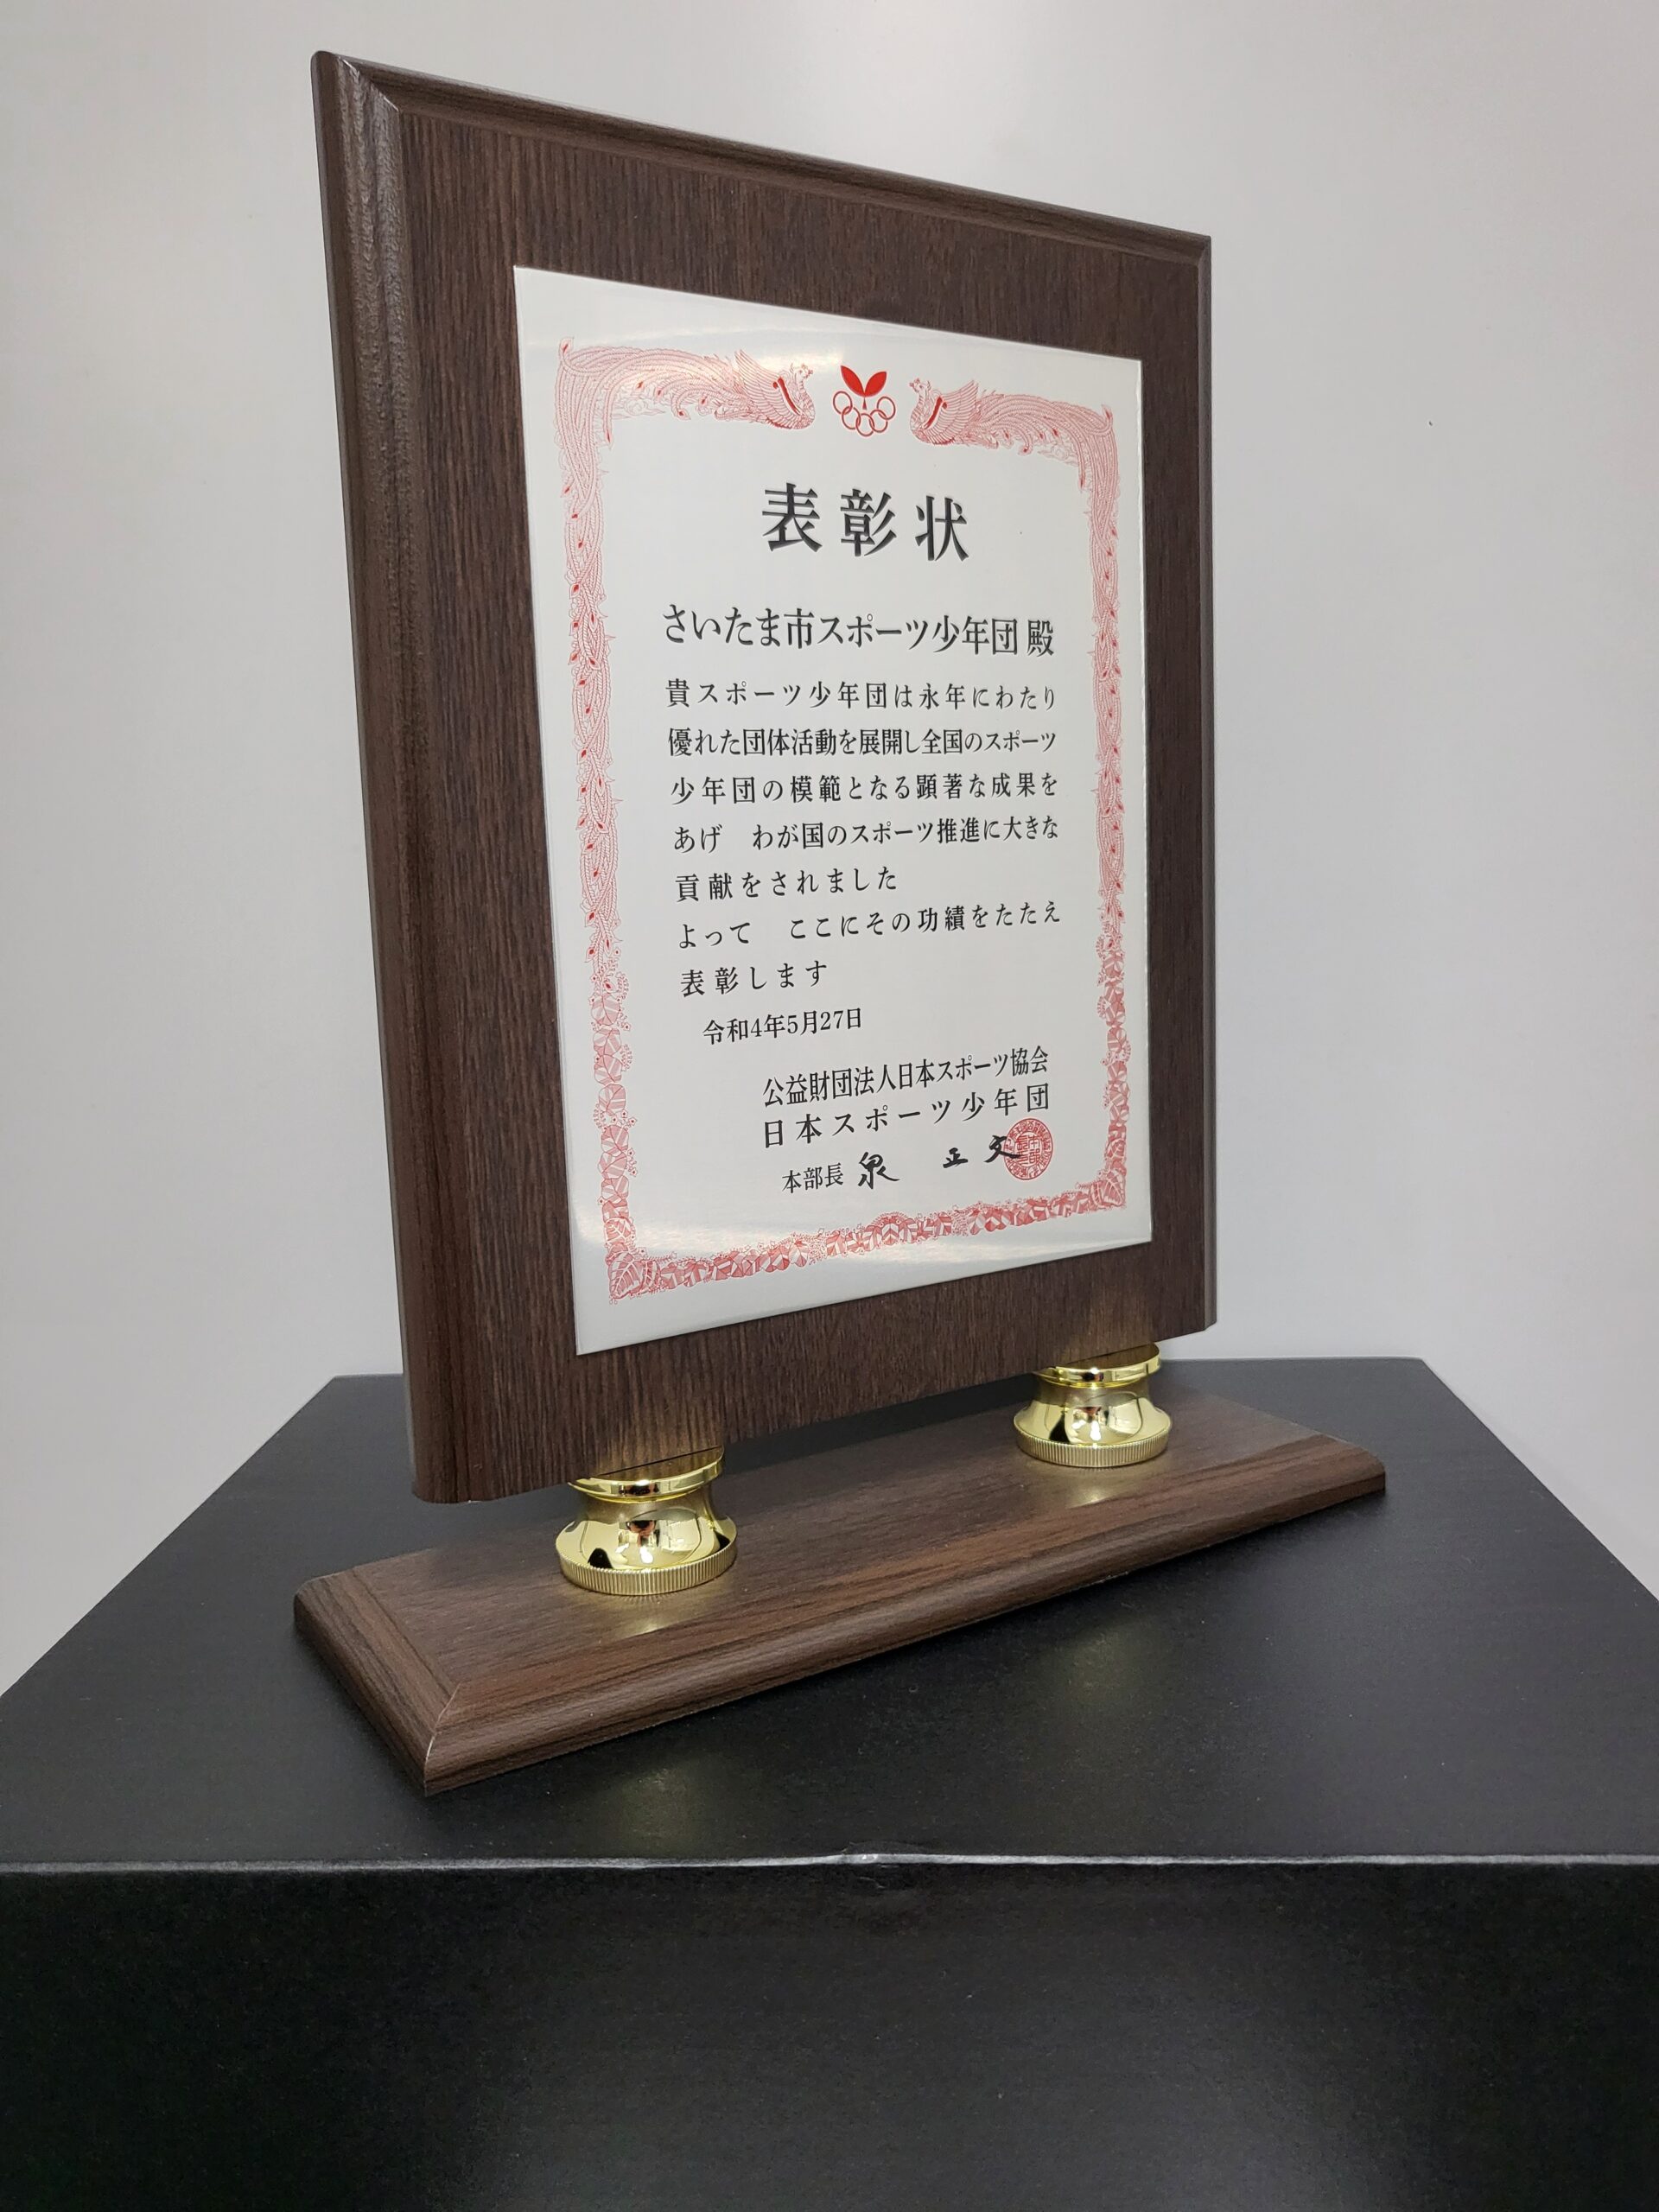 表彰状
さいたま市スポーツ少年団 殿
貴スポーツ少年団は永年にわたり
優れた団体活動を展開し全国のスポーツ
少年団の模範となる顕著な成果を
あげ　わが国のスポーツ推進に大きな
貢献をされました
よって　ここにその功績をたたえ
表彰します
令和4年5月27日
公益財団法人日本スポーツ協会
日本スポーツ少年団
本部長 泉 正文